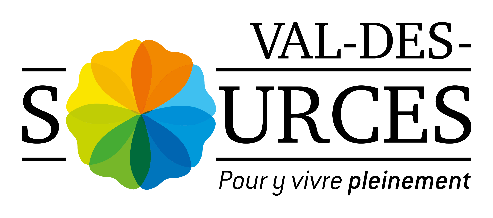 VAL-DES-
SOURCES
Pour y vivre pleinement